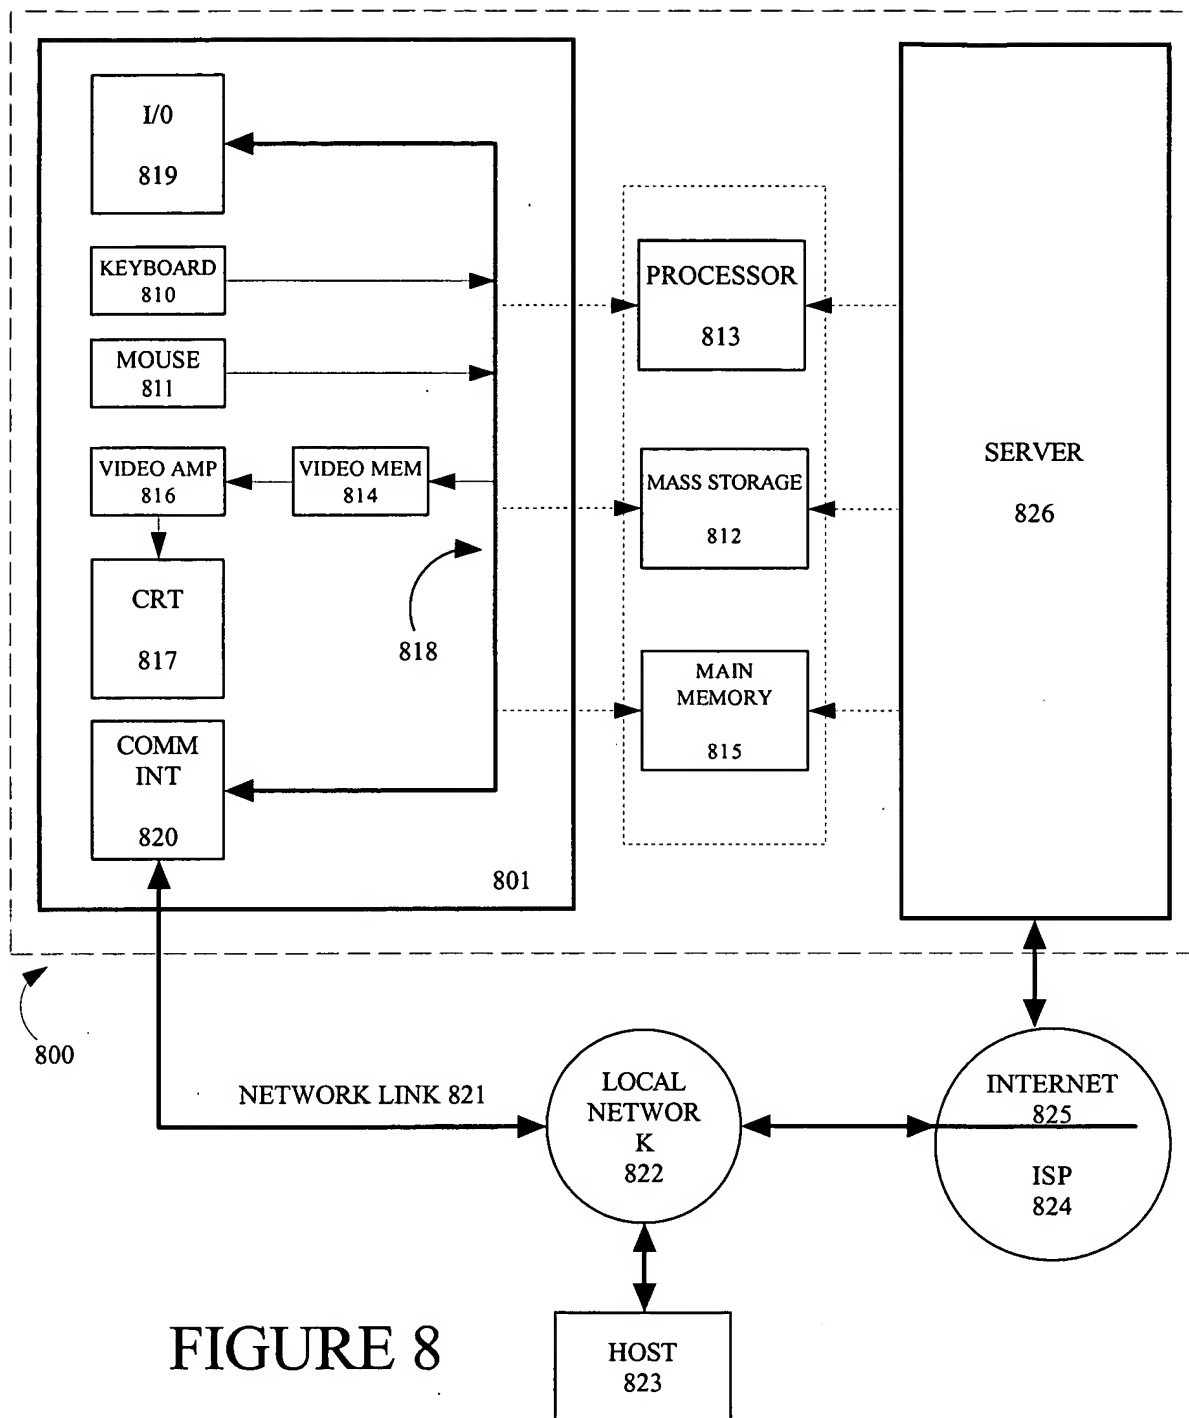 I/0
819
KEYBOARD
810
MOUSE
811
VIDEO AMP
816
VIDEO MEM
814
CRT
817
818
COMM
INT
820
801
PROCESSOR
813
MASS STORAGE
812
MAIN
MEMORY
815
SERVER
826
800
NETWORK LINK 821
LOCAL
NETWOR
K
822
INTERNET
825
ISP
824
HOST
823
FIGURE 8